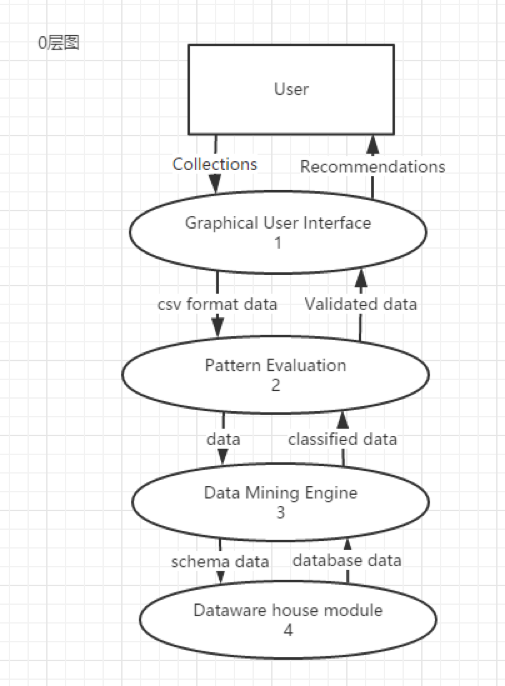 0层图
User
Collections
Recommendations
Graphical User Interface
1
csv format data
Validated data
Pattern Evaluation
2
data
classified data
Data Mining Engine
3
schema data
database data
Dataware house module
4